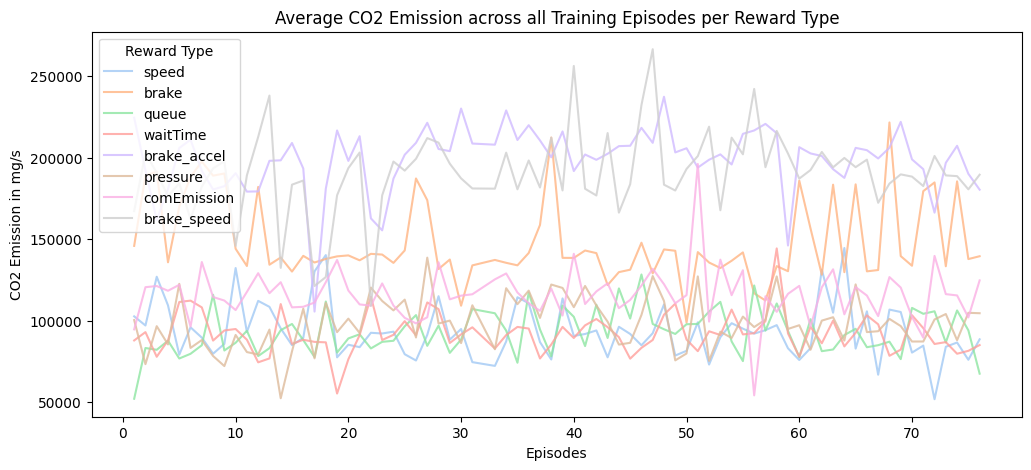 Average CO2 Emission across all Training Episodes per Reward Type
CO2 Emission in mg/s
250000
200000
150000
100000
50000
Reward Type
speed
brake
queue
waitTime
brake_accel
pressure
comEmission
brake_speed
0
10
20
30
40
50
60
70
Episodes